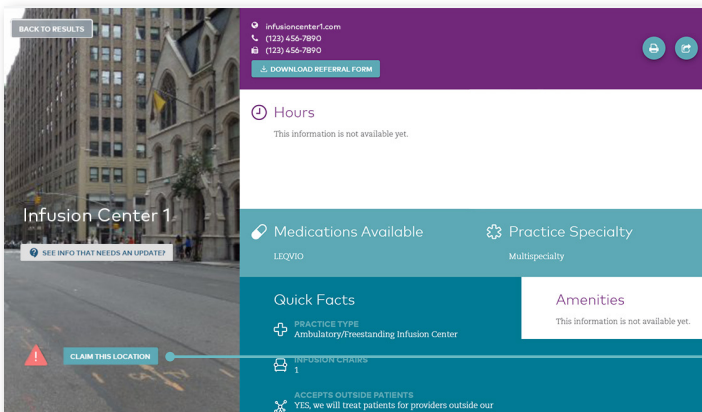 BACK TO RESULTS
infusioncenter1.com
(123) 456-7890
(123) 456-7890
DOWNLOAD REFERRAL FORM
Hours
This information is not available yet.
Infusion Center 1
SEE INFO THAT NEEDS AN UPDATE?
Medications Available
LEQVIO
Practice Specialty
Multispecialty
Quick Facts
PRACTICE TYPE
Ambulatory/Freestanding Infusion Center
INFUSION CHAIRS
1
ACCEPTS OUTSIDE PATIENTS
YES, we will treat patients for providers outside our
Amenities
This information is not available yet.
CLAIM THIS LOCATION